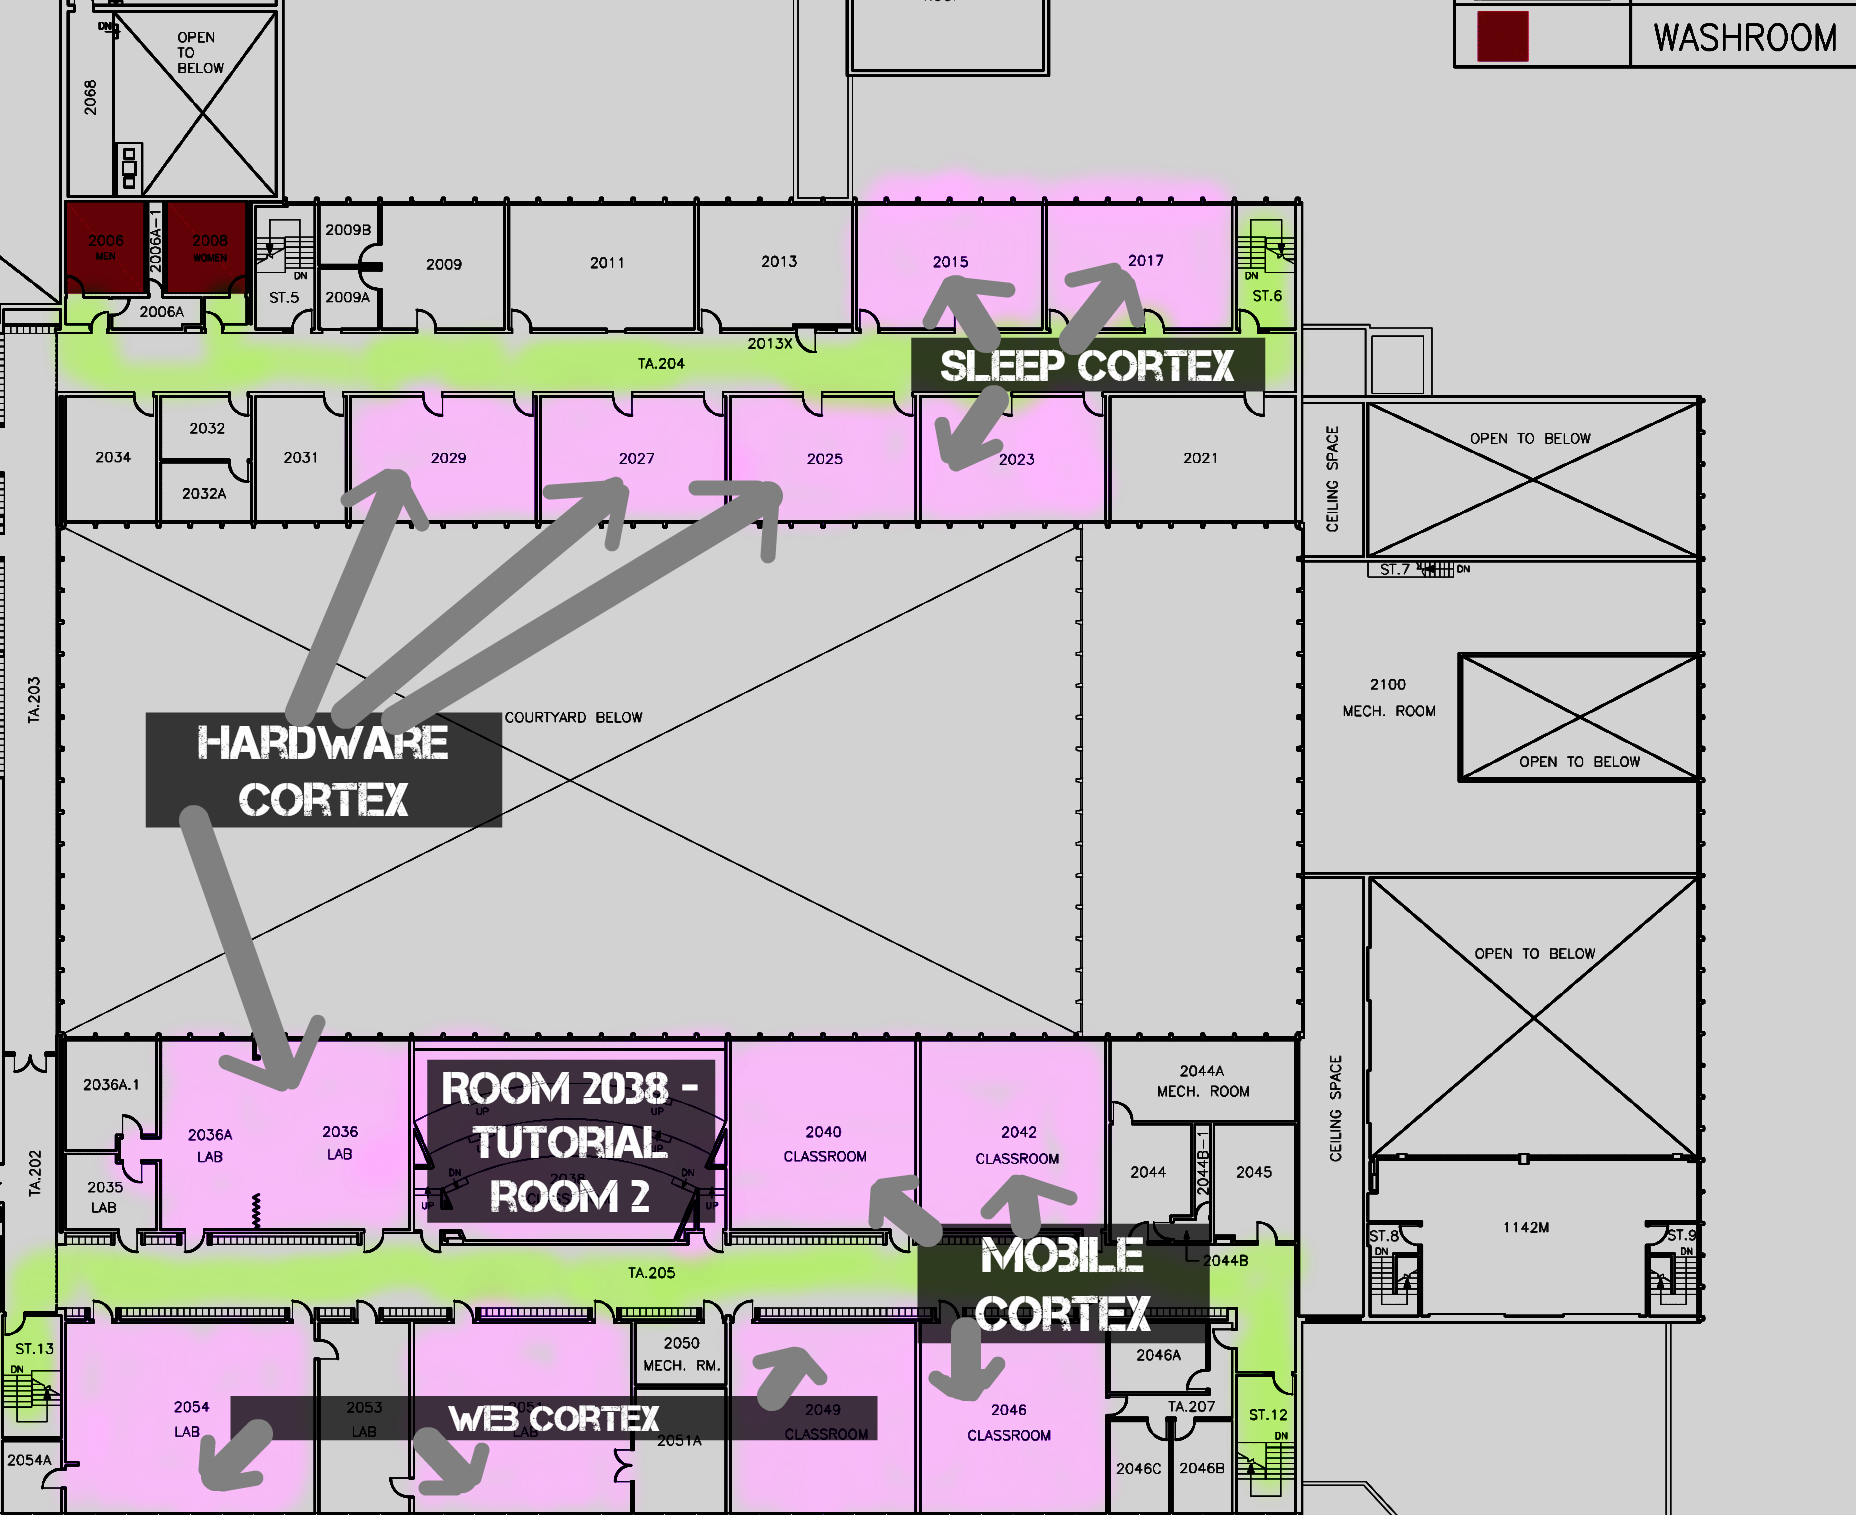 WASHROOM
DN
OPEN
TO
BELOW
2068
2006
MEN
2006A-1
2008
WOMEN
2006A
DN
ST.5
2009B
2009A
2009
2011
2013
2015
2017
DN
ST.6
2013X
TA.204
SLEEP CORTEX
2034
2032
2032A
2031
2029
2027
2025
2023
2021
CEILING SPACE
OPEN TO BELOW
ST.7
DN
TA.203
COURTYARD BELOW
HARDWARE
CORTEX
2100
MECH. ROOM
OPEN TO BELOW
OPEN TO BELOW
CEILING SPACE
TA.202
2036A.1
2035
LAB
2036A
LAB
2036
LAB
ROOM 2038 -
TUTORIAL
ROOM 2
UP
UP
UP
DN
DN
UP
UP
2038
2040
CLASSROOM
2042
CLASSROOM
2044A
MECH. ROOM
2044
2044B-1
2045
2044B
1142M
ST.8
DN
ST.9
DN
TA.205
MOBILE
CORTEX
ST.13
DN
2054
LAB
2054A
2053
LAB
2051
LAB
WEB CORTEX
2050
MECH. RM.
2051A
2049
CLASSROOM
2046
CLASSROOM
2046A
TA.207
2046C
2046B
ST.12
DN